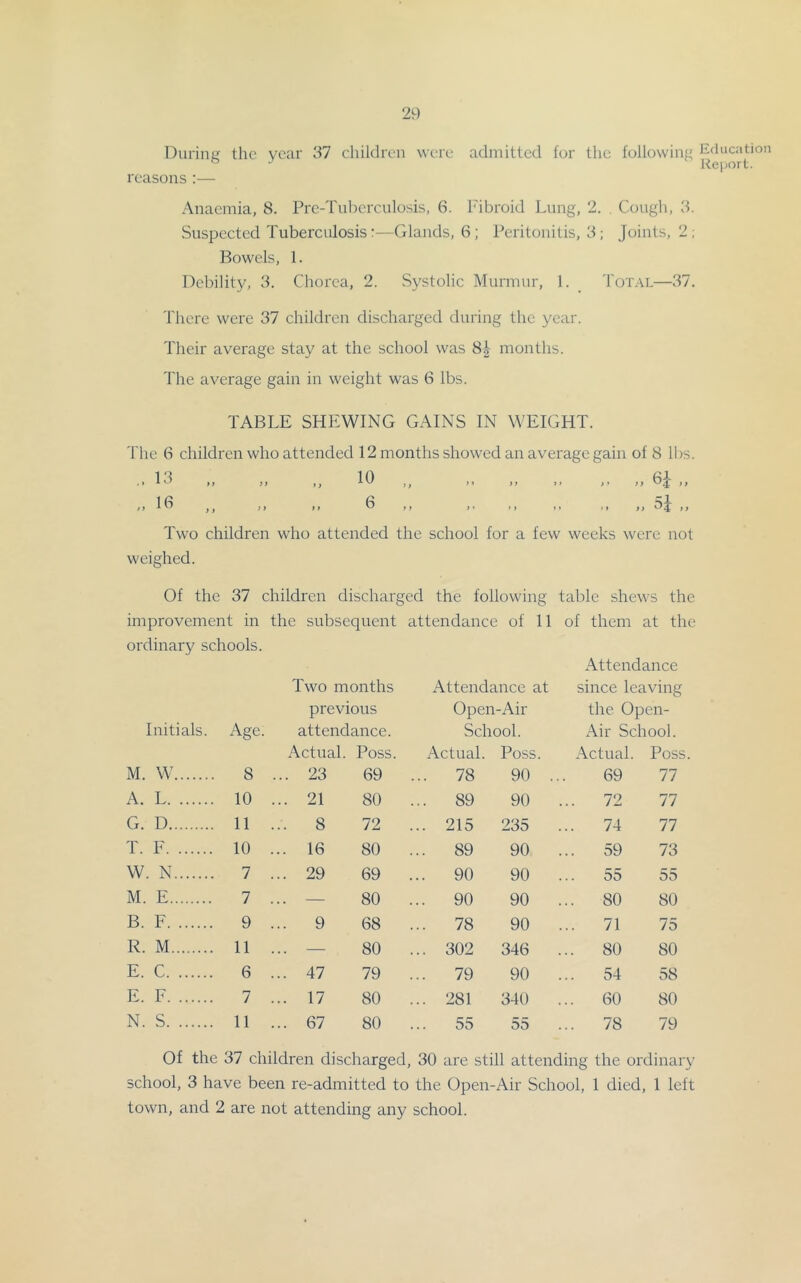 29
During the year 37 children were admitted for the following Education Report.
reasons :—
Anaemia, 8. Pre-Tuberculosis, 6. Fibroid Lung, 2. Cough, 3.
Suspected Tuberculosis:—Glands, 6; Peritonitis, 3; Joints, 2;
Bowels, 1.
Debility, 3. Chorea, 2. Systolic Murmur, 1. TOTAL—37.
There were 37 children discharged during the year.
Their average stay at the school was 8½ months.
The average gain in weight was 6 lbs.
TABLE SHEWING GAINS IN WEIGHT.
The 6 children who attended 12 months showed an average gain of 8 lbs.
,, 13 ,, ,, ,, 10 ,, ,, ,, ,, ,, ,, 6¼ ,,
,, 16 ,, ,, ,, 6 ,, ,, ,, ,, ,, ,, 5¼ ,,
Two children who attended the school for a few weeks were not
weighed.
Of the 37 children discharged the following table shews the
improvement in the subsequent attendance of 11 of them at the
ordinary schools.
Attendance
Two months Attendance at since leaving
previous Open-Air the Open-
Initials. Age. attendance. School. Air School.
Actual. Poss. Actual. Poss. Actual. Poss.
M. W....... 8 ... 23 69 ... 78 90 ... 69 77
A. L. ...... 10 ... 21 80 ... 89 90 ... 72 77
G. D........ 11 ... 8 72 ... 215 235 ... 74 77
T. F. ...... 10 ... 16 80 ... 89 90 ... 59 73
W. N....... 7 ... 29 69 ... 90 90 ... 55 55
M. E........ 7 ... — 80 ... 90 90 ... 80 80
B. F. ...... 9 ... 9 68 ... 78 90 ... 71 75
R. M........ 11 ... — 80 ... 302 346 ... 80 80
E. C. ...... 6 ... 47 79 ... 79 90 ... 54 58
E. F. ...... 7 ... 17 80 ... 281 340 ... 60 80
N. S. ...... 11 ... 67 80 ... 55 55 ... 78 79
Of the 37 children discharged, 30 are still attending the ordinary
school, 3 have been re-admitted to the Open-Air School, 1 died, 1 left
town, and 2 are not attending any school.